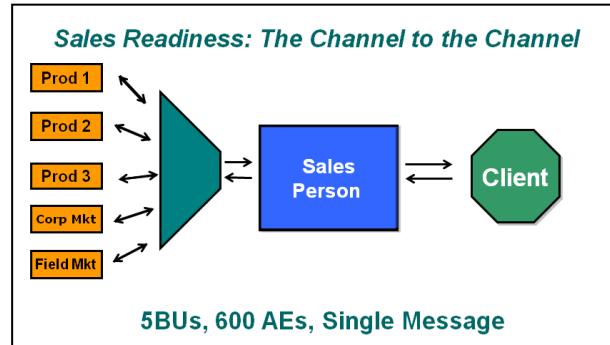 Sales Readiness: The Channel to the Channel
Prod 1
Prod 2
Prod 3
Corp Mkt
Field Mkt
Sales
Person
Client
5BUs, 600 AEs, Single Message